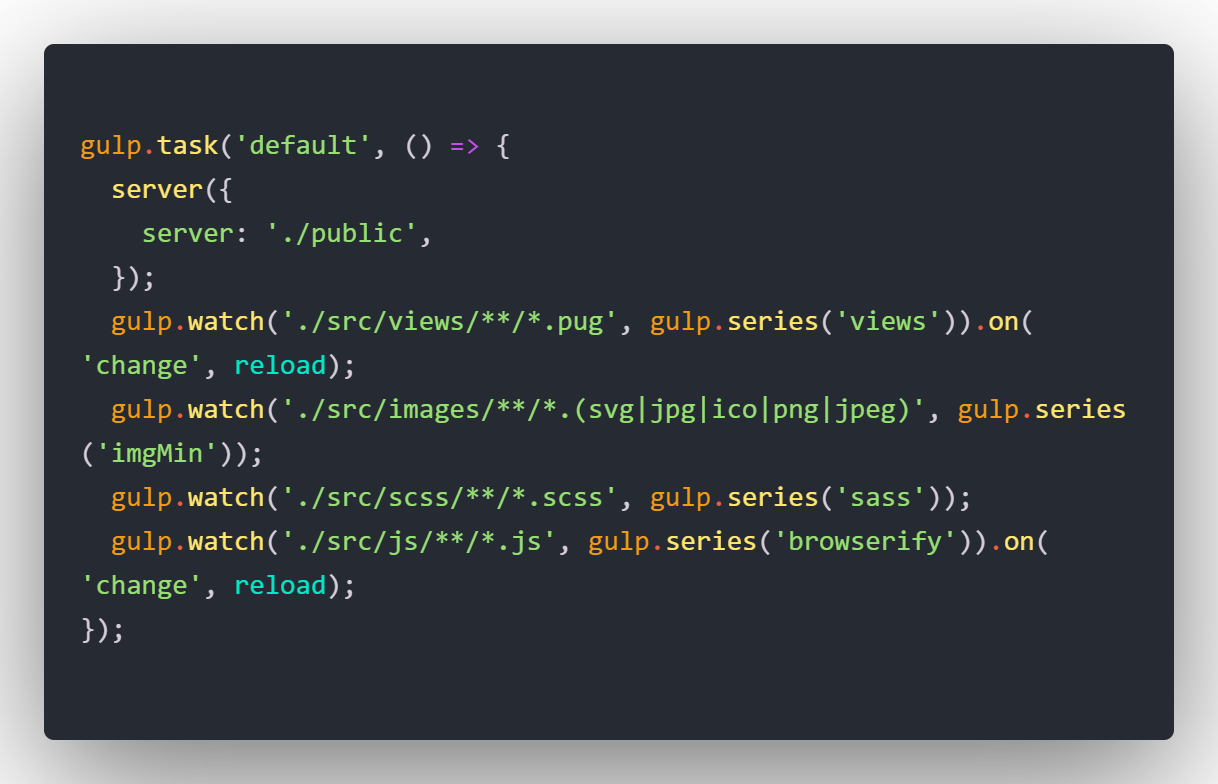 gulp.task('default', () => {
  server({
    server: './public',
  });
  gulp.watch('./src/views/**/*.pug', gulp.series('views')).on(
'change', reload);
  gulp.watch('./src/images/**/*.(svg|jpg|ico|png|jpeg)', gulp.series
('imgMin'));
  gulp.watch('./src/scss/**/*.scss', gulp.series('sass'));
  gulp.watch('./src/js/**/*.js', gulp.series('browserify')).on(
'change', reload);
});